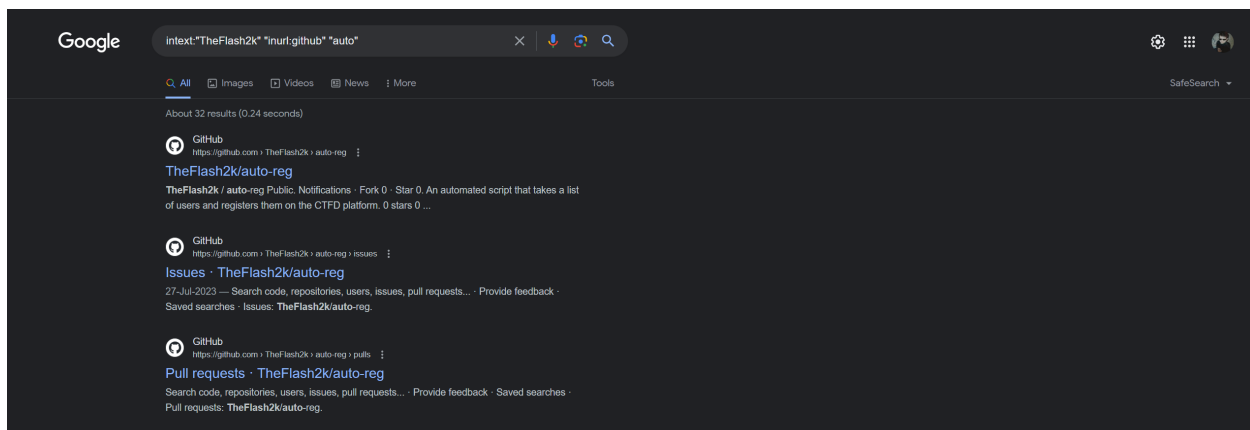 Google
intext:"TheFlash2k" "inurl:github" "auto"
All Images Videos News More Tools SafeSearch
About 32 results (0.24 seconds)
GitHub
https://github.com › TheFlash2k › auto-reg
TheFlash2k/auto-reg
TheFlash2k / auto-reg Public. Notifications · Fork 0 · Star 0. An automated script that takes a list
of users and registers them on the CTFD platform. 0 stars 0 ...
GitHub
https://github.com › TheFlash2k › auto-reg › issues
Issues · TheFlash2k/auto-reg
27-Jul-2023 — Search code, repositories, users, issues, pull requests... · Provide feedback ·
Saved searches · Issues: TheFlash2k/auto-reg.
GitHub
https://github.com › TheFlash2k › auto-reg › pulls
Pull requests · TheFlash2k/auto-reg
Search code, repositories, users, issues, pull requests... · Provide feedback · Saved searches ·
Pull requests: TheFlash2k/auto-reg.